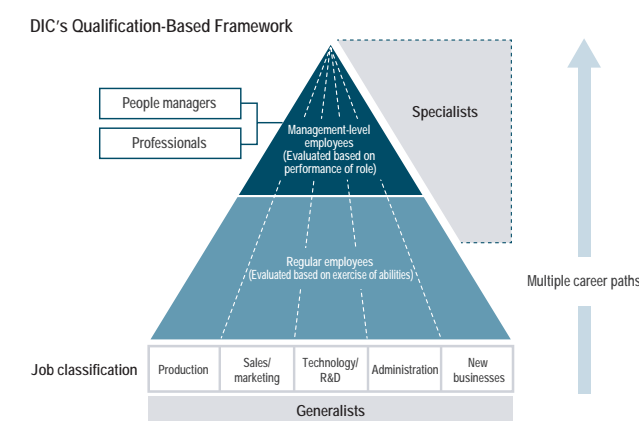 DIC's Qualification-Based Framework
People managers
Professionals
Specialists
Management-level
employees
(Evaluated based on
performance of role)
Regular employees
(Evaluated based on exercise of abilities)
Multiple career paths
Job classification
Production
Sales/
marketing
Technology/
R&D
Administration
New
businesses
Generalists